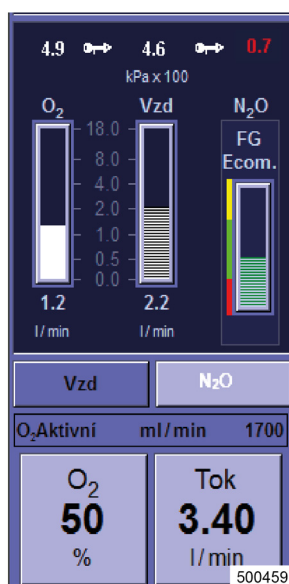 4.9 4.6 0.7
kPa x 100
O₂ Vzd N₂O
18.0
8.0
4.0
2.0
1.0
0.5
0.0
FG
Ecom.
1.2 2.2
l/min l/min
Vzd N₂O
O₂Aktivní ml/min 1700
O₂ Tok
50 3.40
% l/min
500459